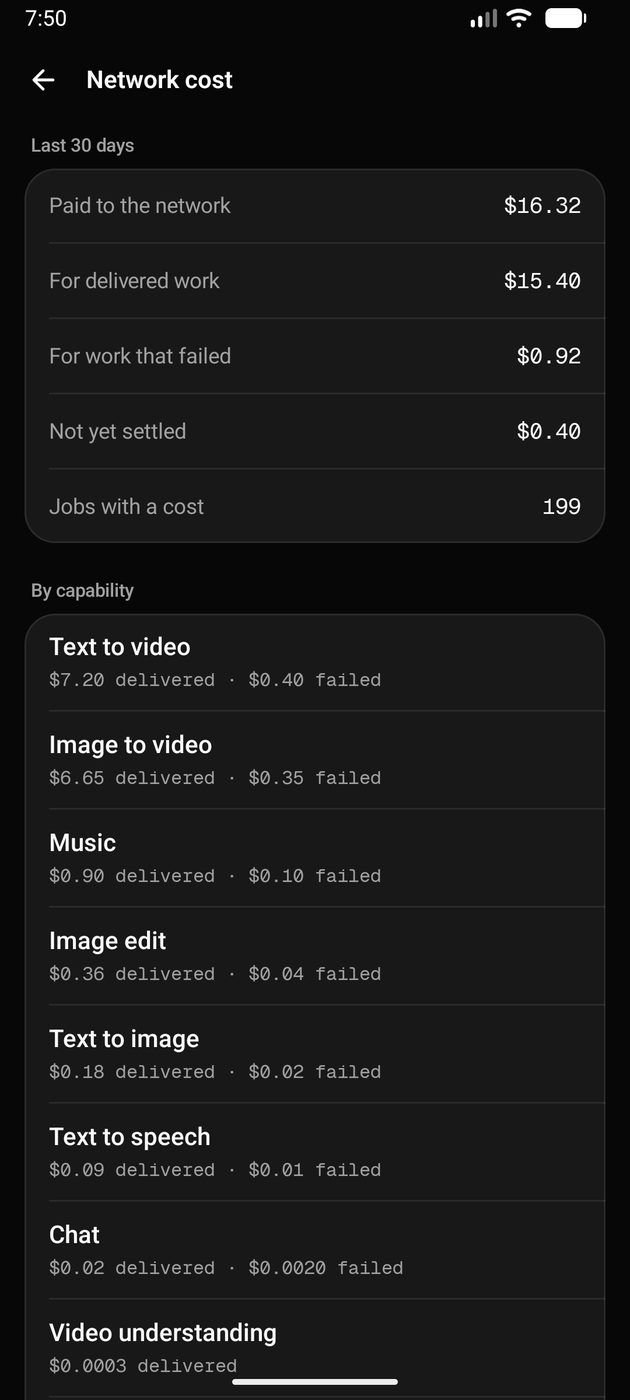 7:50
Network cost
Last 30 days
Paid to the network $16.32
For delivered work $15.40
For work that failed $0.92
Not yet settled $0.40
Jobs with a cost 199
By capability
Text to video
$7.20 delivered · $0.40 failed
Image to video
$6.65 delivered · $0.35 failed
Music
$0.90 delivered · $0.10 failed
Image edit
$0.36 delivered · $0.04 failed
Text to image
$0.18 delivered · $0.02 failed
Text to speech
$0.09 delivered · $0.01 failed
Chat
$0.02 delivered · $0.0020 failed
Video understanding
$0.0003 delivered